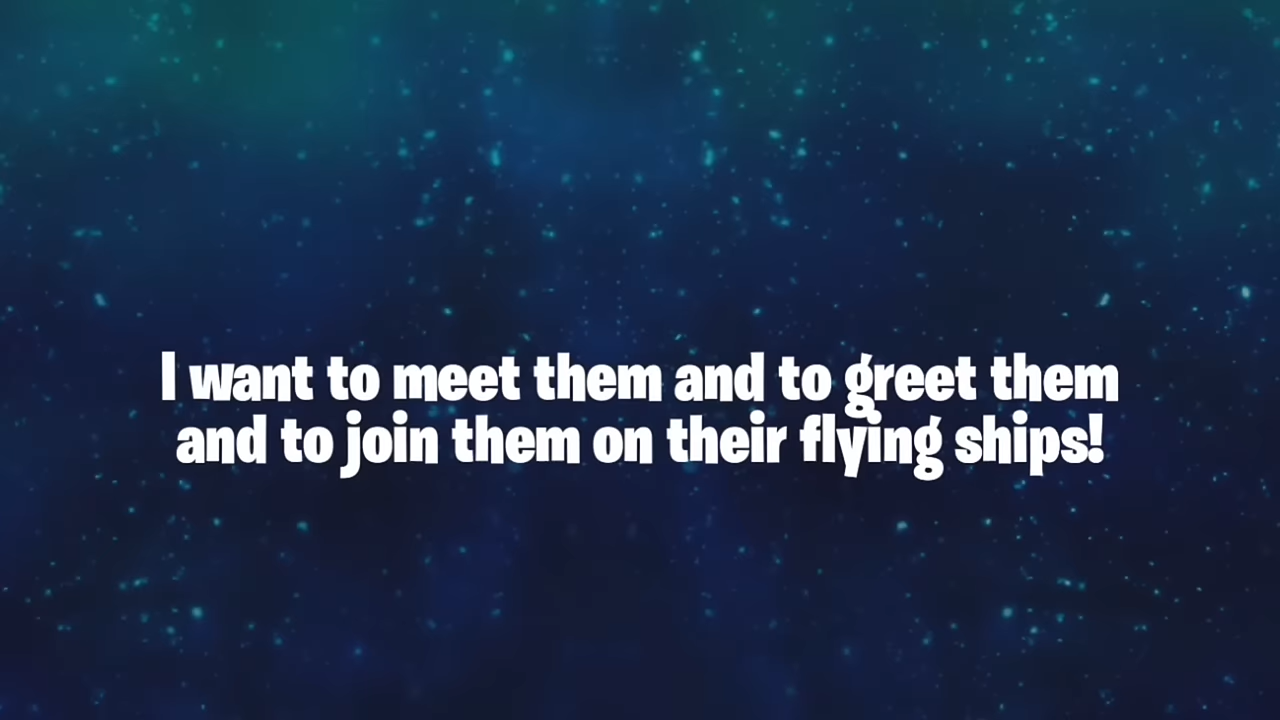 I want to meet them and to greet them
and to join them on their flying ships!